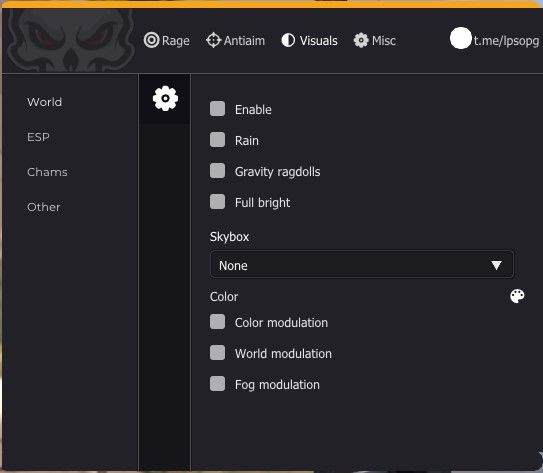 Rage Antiaim Visuals Misc t.me/lpsopg
World
ESP
Chams
Other
Enable
Rain
Gravity ragdolls
Full bright
Skybox
None
Color
Color modulation
World modulation
Fog modulation